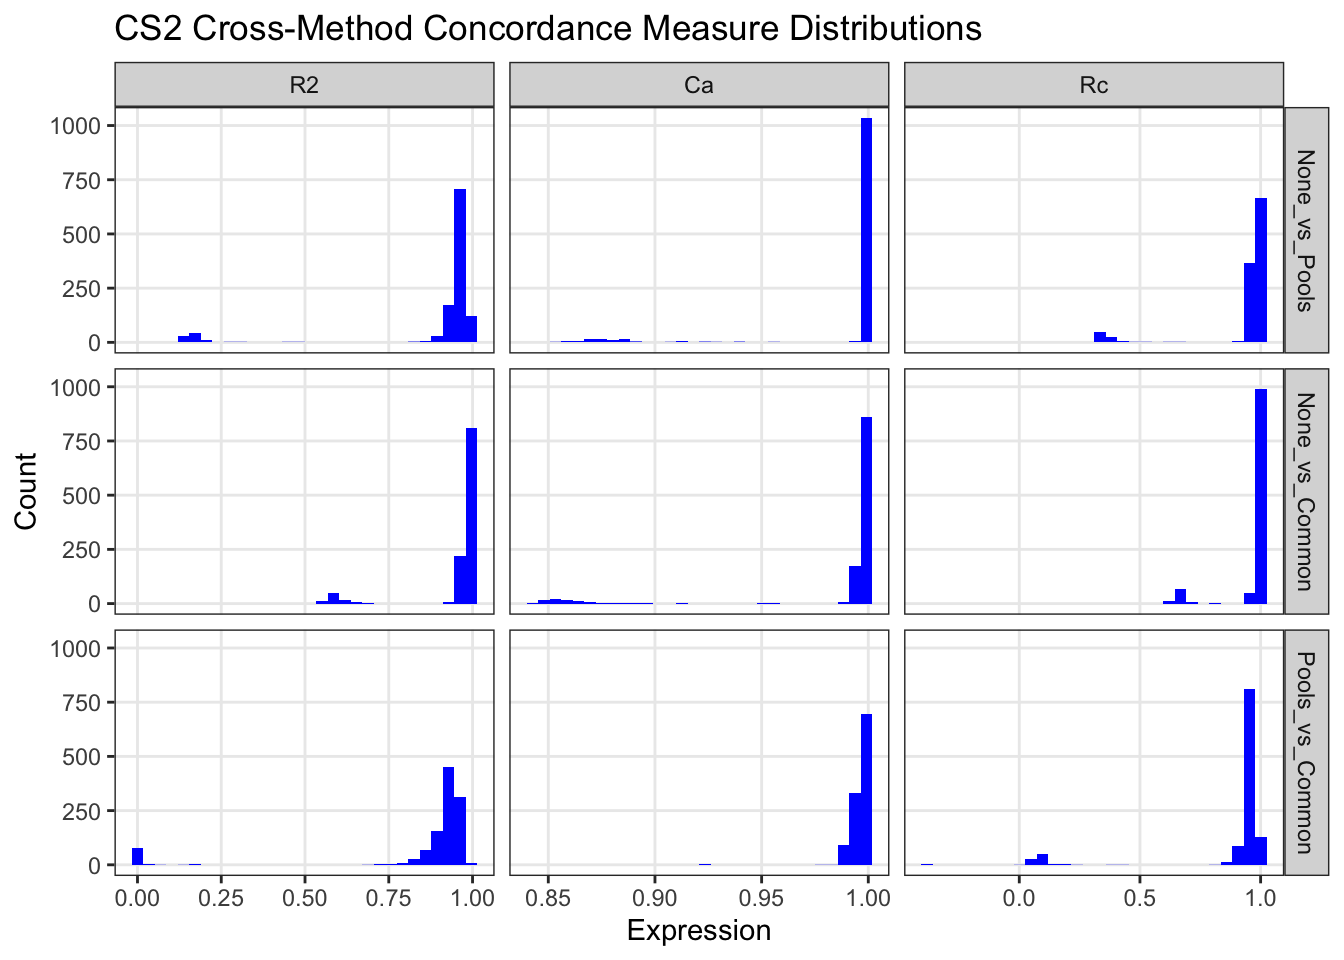 CS2 Cross-Method Concordance Measure Distributions
R2 Ca Rc
1000
750
500
250
0
None_vs_Pools
1000
750
500
250
0
None_vs_Common
1000
750
500
250
0
Pools_vs_Common
Count
0.00 0.25 0.50 0.75 1.00 0.85 0.90 0.95 1.00 0.0 0.5 1.0
Expression